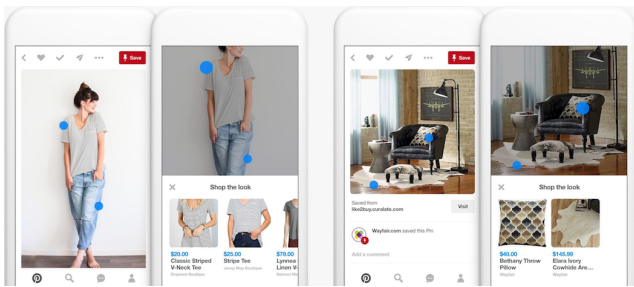 Save
Shop the look
$20.00
Classic Striped
V-Neck Tee
$25.00
Stripe Tee
$79.00
Lynnea
Linen V-
Save
Saved from
like2buy.curalate.com
Visit
Wayfair.com saved this Pin
Add a comment
Shop the look
$40.00
Bethany Throw
Pillow
Wayfair
$145.99
Elara Ivory
Cowhide Are...
Wayfair